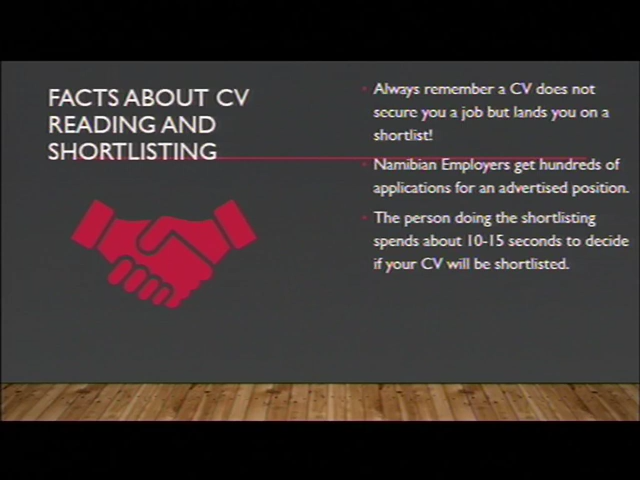 FACTS ABOUT CV
READING AND
SHORTLISTING
• Always remember a CV does not
secure you a job but lands you on a
shortlist!
• Namibian Employers get hundreds of
applications for an advertised position.
• The person doing the shortlisting
spends about 10-15 seconds to decide
if your CV will be shortlisted.